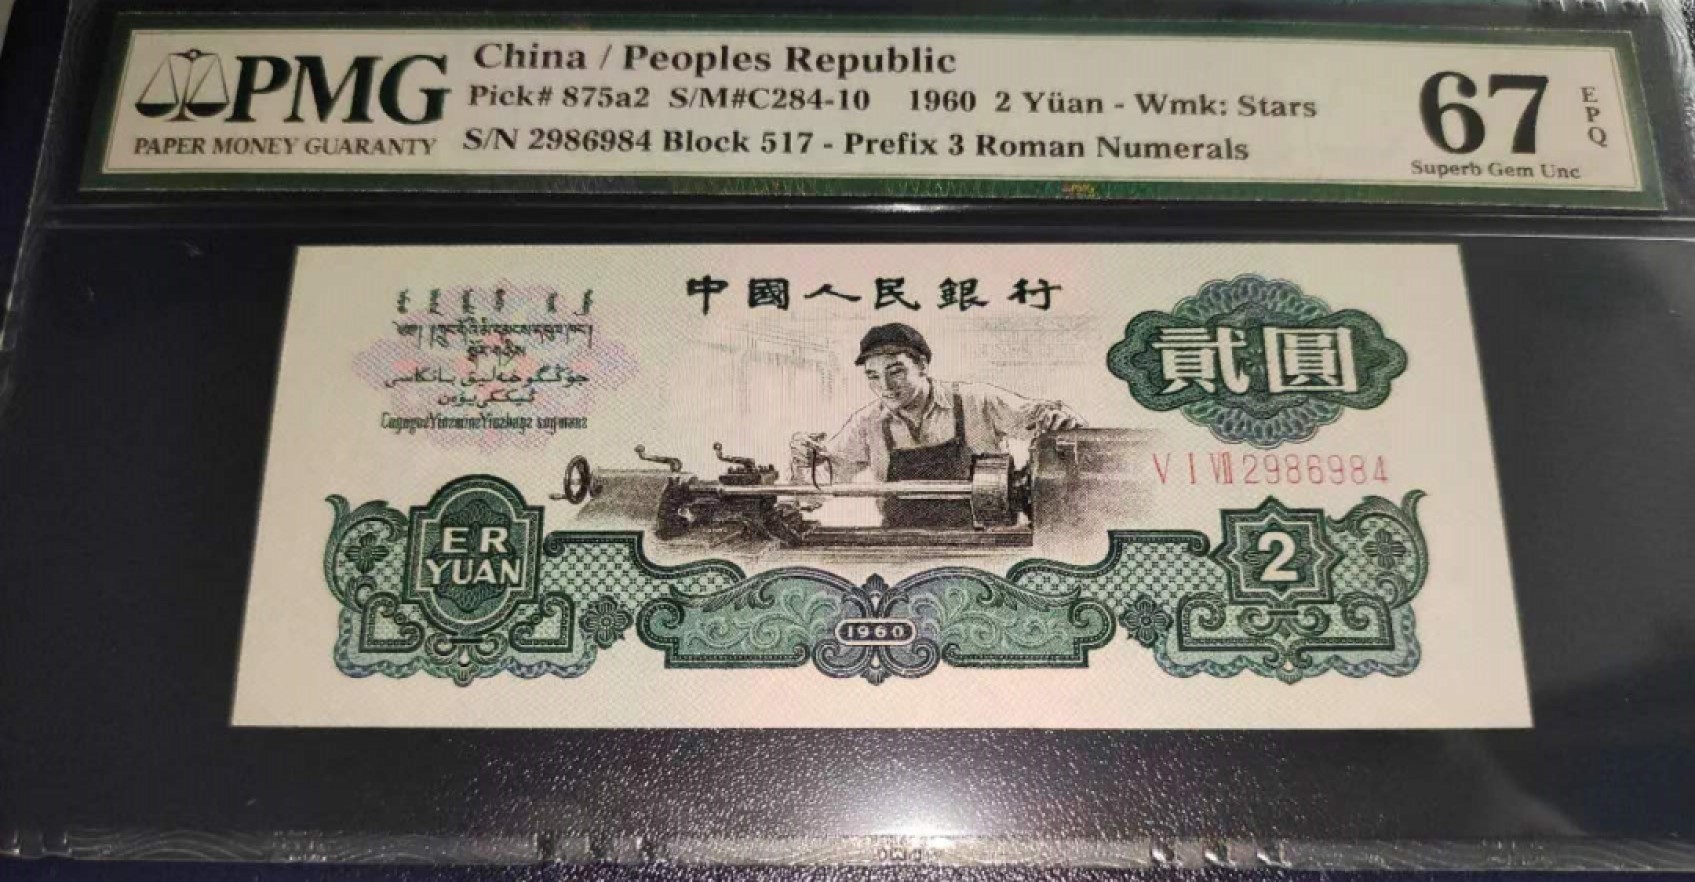 PMG
PAPER MONEY GUARANTY
China / Peoples Republic
Pick# 875a2 S/M#C284-10 1960 2 Yüan - Wmk: Stars
S/N 2986984 Block 517 - Prefix 3 Roman Numerals
67
EPQ
Superb Gem Unc
中國人民銀行
貳圓
V I VII 2986984
ER
YUAN
2
1960